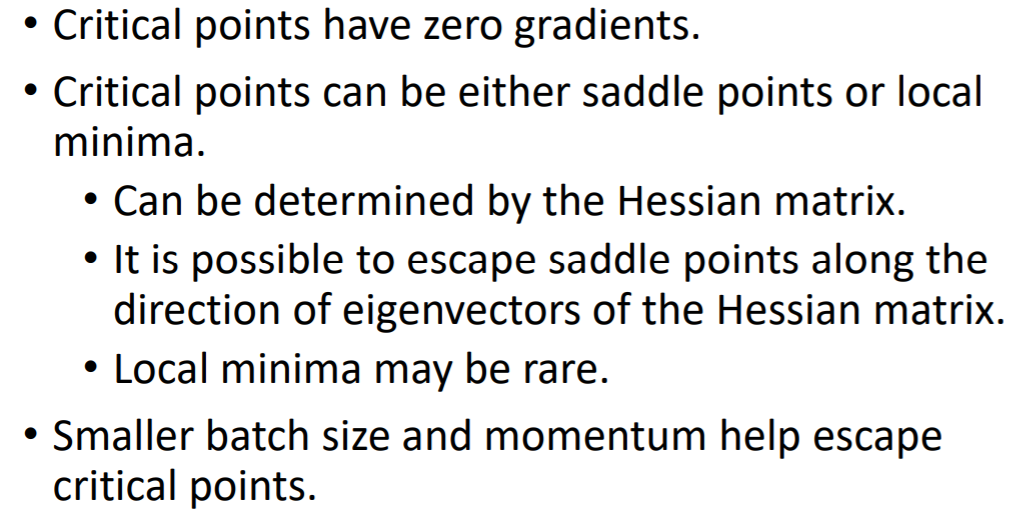 • Critical points have zero gradients.
• Critical points can be either saddle points or local
minima.
• Can be determined by the Hessian matrix.
• It is possible to escape saddle points along the
direction of eigenvectors of the Hessian matrix.
• Local minima may be rare.
• Smaller batch size and momentum help escape
critical points.